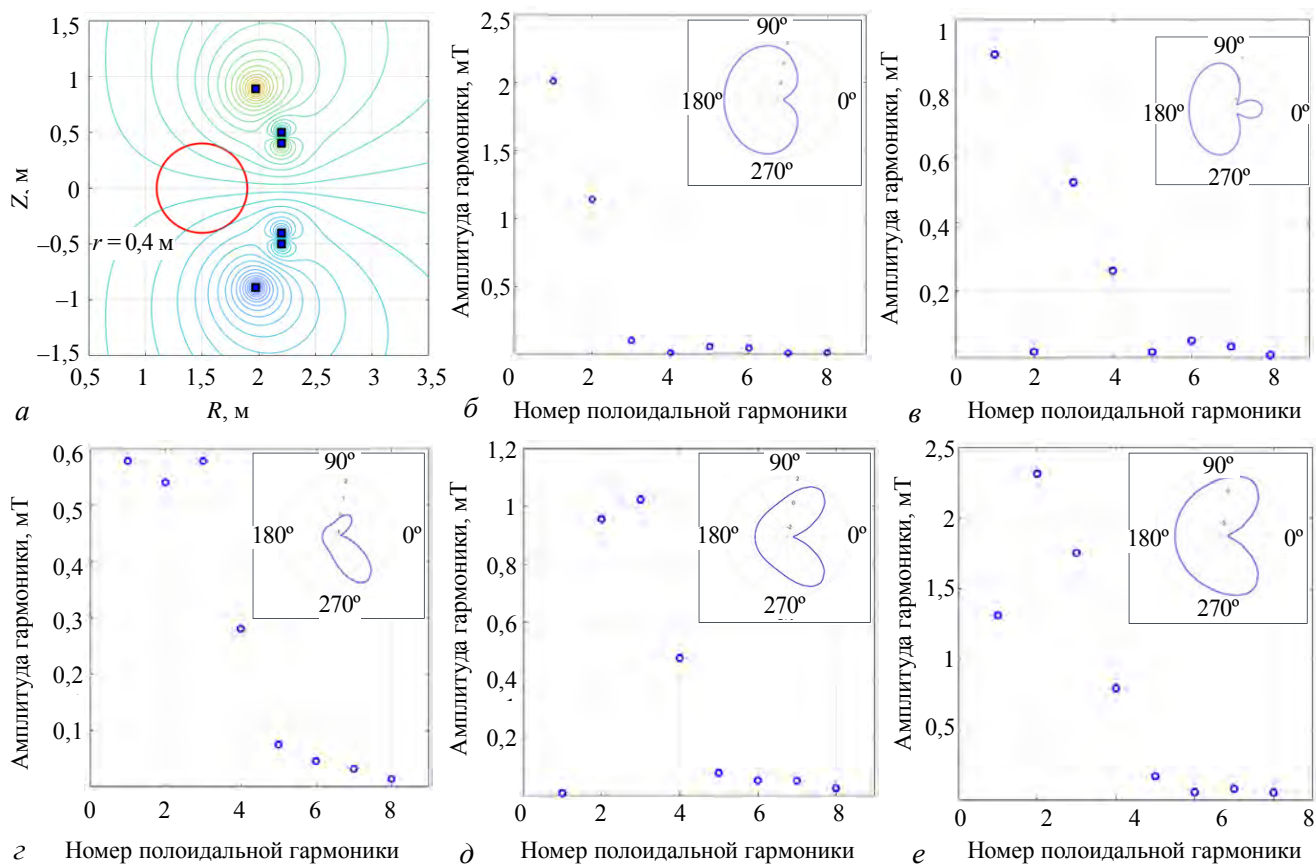 1,5
1
0,5
0
–0,5
–1
–1,5
Z, м
r = 0,4 м
0,5
1
1,5
2
2,5
3
3,5
а
R, м
2,5
2
1,5
1
0,5
0
2
4
6
8
Амплитуда гармоники, мТ
90º
180º
0º
270º
б
Номер полоидальной гармоники
1
0,8
0,6
0,4
0,2
0
2
4
6
8
Амплитуда гармоники, мТ
90º
180º
0º
270º
в
Номер полоидальной гармоники
0,6
0,5
0,4
0,3
0,2
0,1
0
2
4
6
8
Амплитуда гармоники, мТ
90º
180º
0º
270º
г
Номер полоидальной гармоники
1,2
1
0,8
0,6
0,4
0,2
0
2
4
6
8
Амплитуда гармоники, мТ
90º
2
0
-2
180º
0º
270º
д
Номер полоидальной гармоники
2,5
2
1,5
1
0,5
0
2
4
6
8
Амплитуда гармоники, мТ
90º
180º
0º
270º
е
Номер полоидальной гармоники